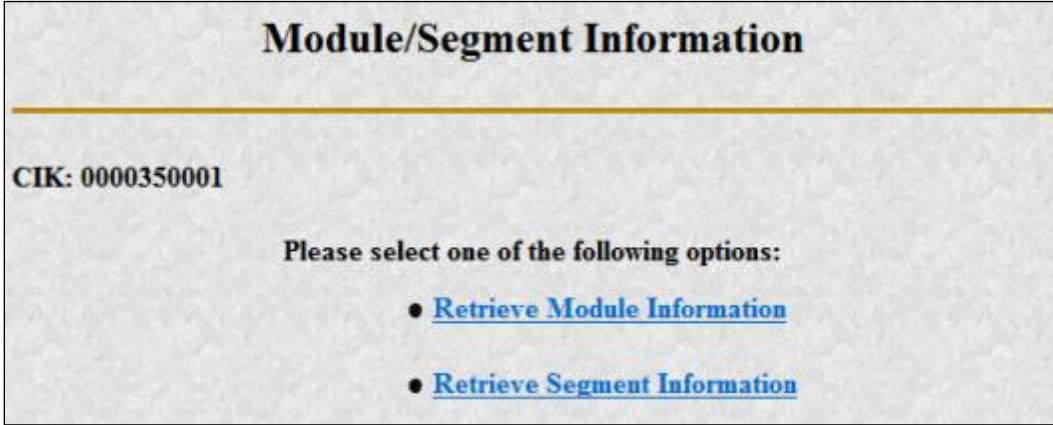 Module/Segment Information
CIK: 0000350001
Please select one of the following options:
● Retrieve Module Information
● Retrieve Segment Information